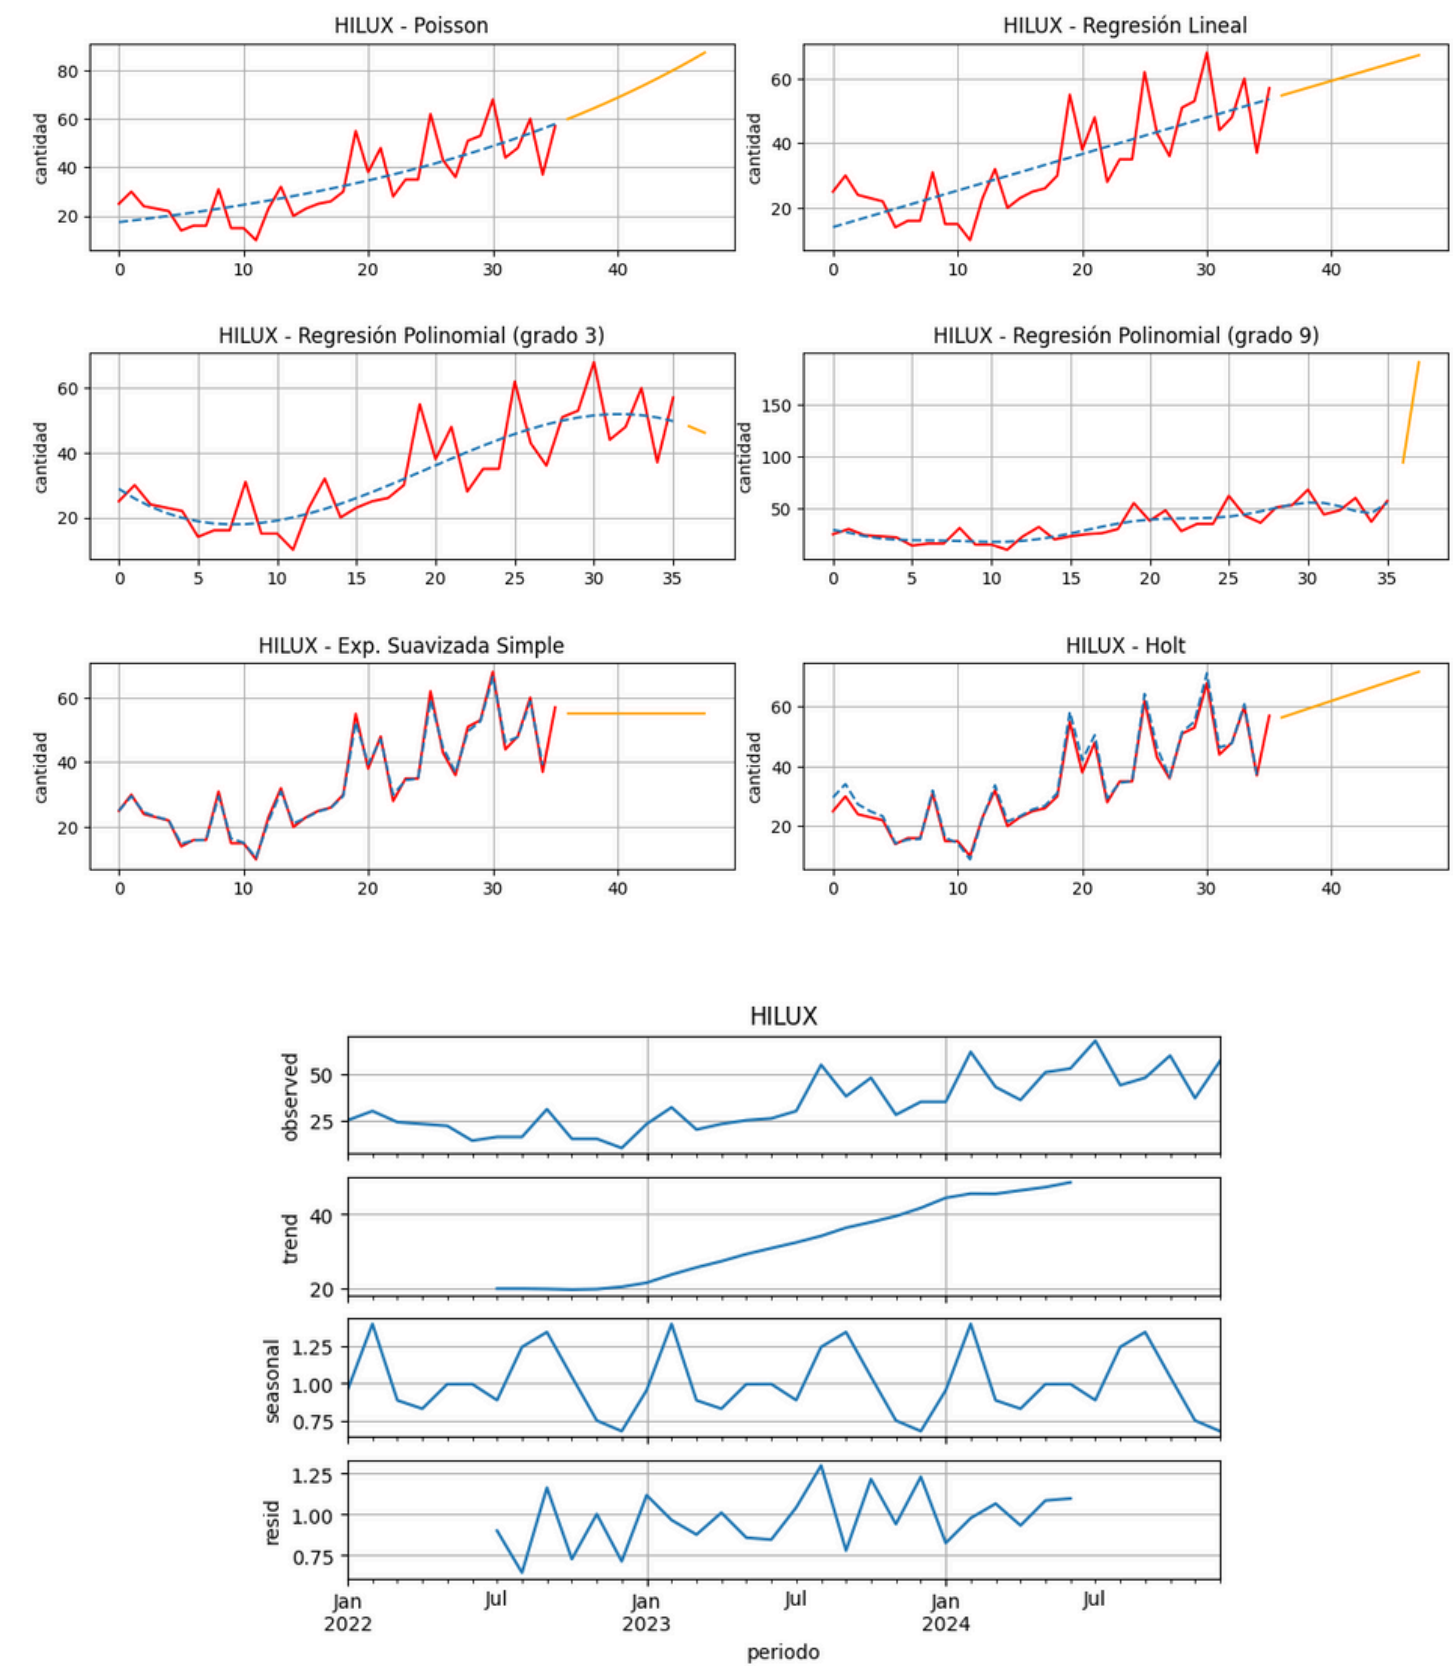 HILUX - Poisson
cantidad
80
60
40
20
0 10 20 30 40
HILUX - Regresión Lineal
cantidad
60
40
20
0 10 20 30 40
HILUX - Regresión Polinomial (grado 3)
cantidad
60
40
20
0 5 10 15 20 25 30 35
HILUX - Regresión Polinomial (grado 9)
cantidad
150
100
50
0 5 10 15 20 25 30 35
HILUX - Exp. Suavizada Simple
cantidad
60
40
20
0 10 20 30 40
HILUX - Holt
cantidad
60
40
20
0 10 20 30 40
HILUX
observed
50
25
trend
40
20
seasonal
1.25
1.00
0.75
resid
1.25
1.00
0.75
Jan Jul Jan Jul Jan Jul
2022 2023 2024
periodo